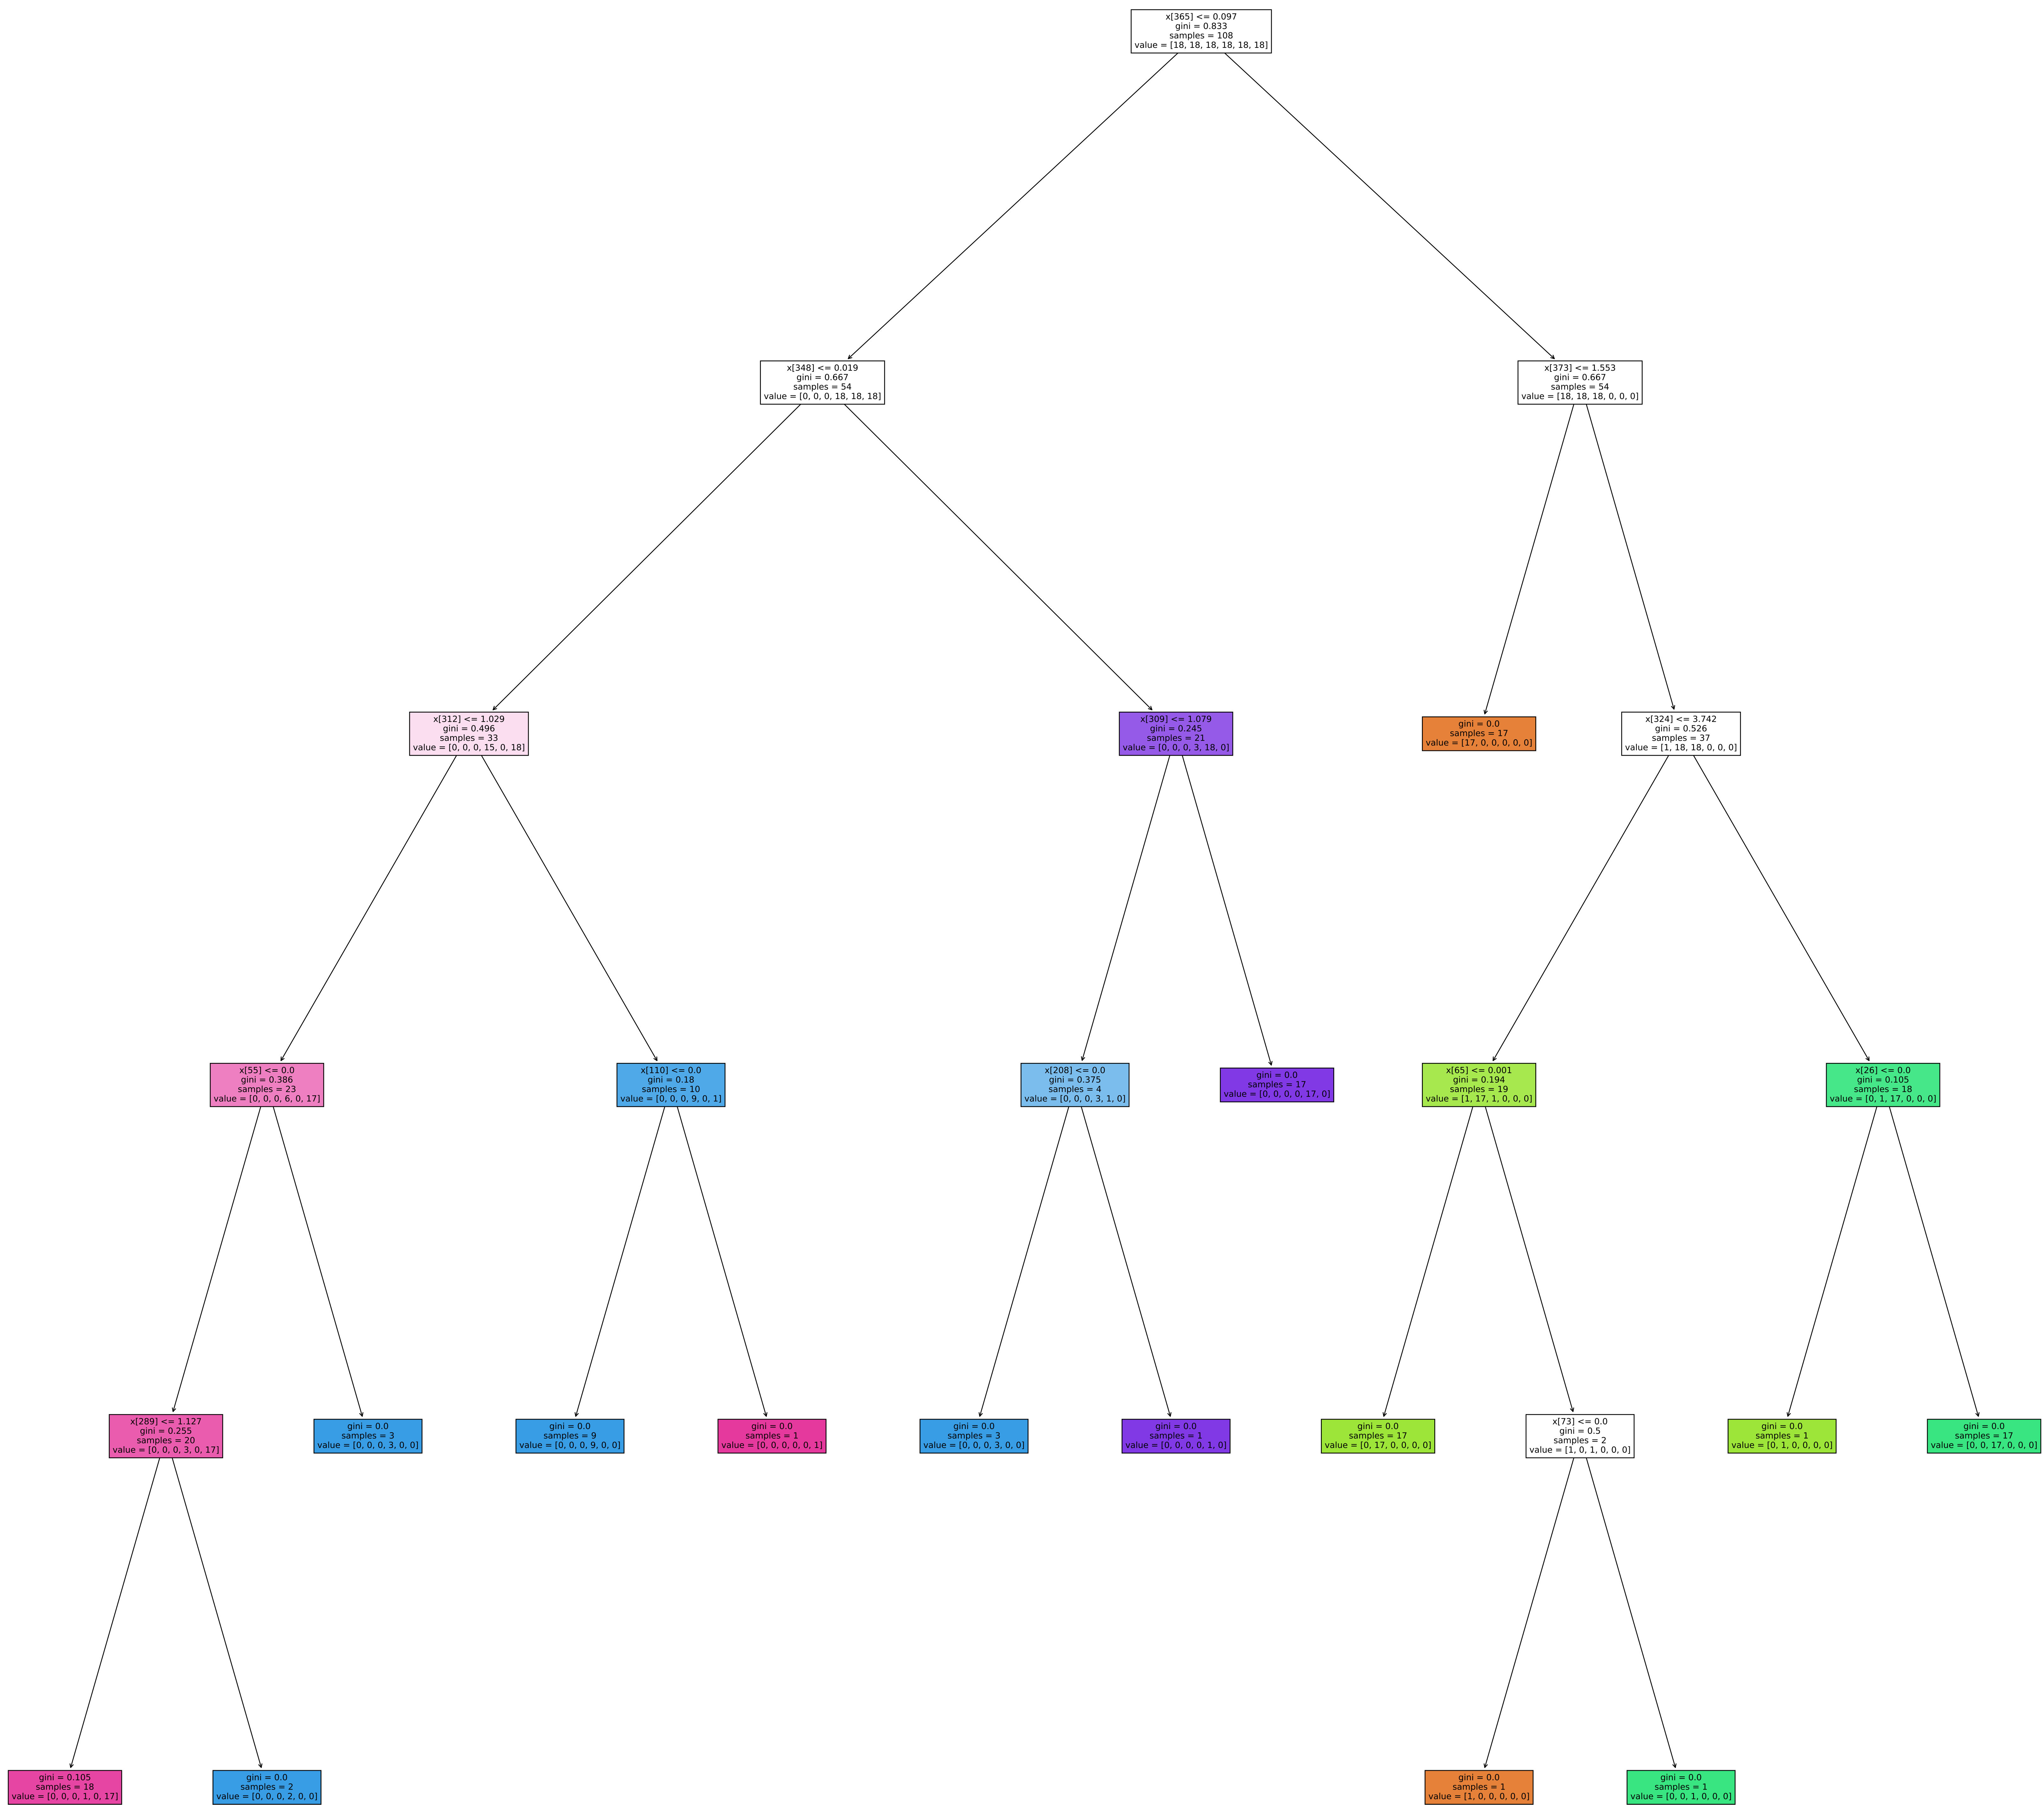 x[365] <= 0.097
gini = 0.833
samples = 108
value = [18, 18, 18, 18, 18, 18]
x[348] <= 0.019
gini = 0.667
samples = 54
value = [0, 0, 0, 18, 18, 18]
x[373] <= 1.553
gini = 0.667
samples = 54
value = [18, 18, 18, 0, 0, 0]
x[312] <= 1.029
gini = 0.496
samples = 33
value = [0, 0, 0, 15, 0, 18]
x[309] <= 1.079
gini = 0.245
samples = 21
value = [0, 0, 0, 3, 18, 0]
gini = 0.0
samples = 17
value = [17, 0, 0, 0, 0, 0]
x[324] <= 3.742
gini = 0.526
samples = 37
value = [1, 18, 18, 0, 0, 0]
x[55] <= 0.0
gini = 0.386
samples = 23
value = [0, 0, 0, 6, 0, 17]
x[110] <= 0.0
gini = 0.18
samples = 10
value = [0, 0, 0, 9, 0, 1]
x[208] <= 0.0
gini = 0.375
samples = 4
value = [0, 0, 0, 3, 1, 0]
gini = 0.0
samples = 17
value = [0, 0, 0, 0, 17, 0]
x[65] <= 0.001
gini = 0.194
samples = 19
value = [1, 17, 1, 0, 0, 0]
x[26] <= 0.0
gini = 0.105
samples = 18
value = [0, 1, 17, 0, 0, 0]
x[289] <= 1.127
gini = 0.255
samples = 20
value = [0, 0, 0, 3, 0, 17]
gini = 0.0
samples = 3
value = [0, 0, 0, 3, 0, 0]
gini = 0.0
samples = 9
value = [0, 0, 0, 9, 0, 0]
gini = 0.0
samples = 1
value = [0, 0, 0, 0, 0, 1]
gini = 0.0
samples = 3
value = [0, 0, 0, 3, 0, 0]
gini = 0.0
samples = 1
value = [0, 0, 0, 0, 1, 0]
gini = 0.0
samples = 17
value = [0, 17, 0, 0, 0, 0]
x[73] <= 0.0
gini = 0.5
samples = 2
value = [1, 0, 1, 0, 0, 0]
gini = 0.0
samples = 1
value = [0, 1, 0, 0, 0, 0]
gini = 0.0
samples = 17
value = [0, 0, 17, 0, 0, 0]
gini = 0.105
samples = 18
value = [0, 0, 0, 1, 0, 17]
gini = 0.0
samples = 2
value = [0, 0, 0, 2, 0, 0]
gini = 0.0
samples = 1
value = [1, 0, 0, 0, 0, 0]
gini = 0.0
samples = 1
value = [0, 0, 1, 0, 0, 0]